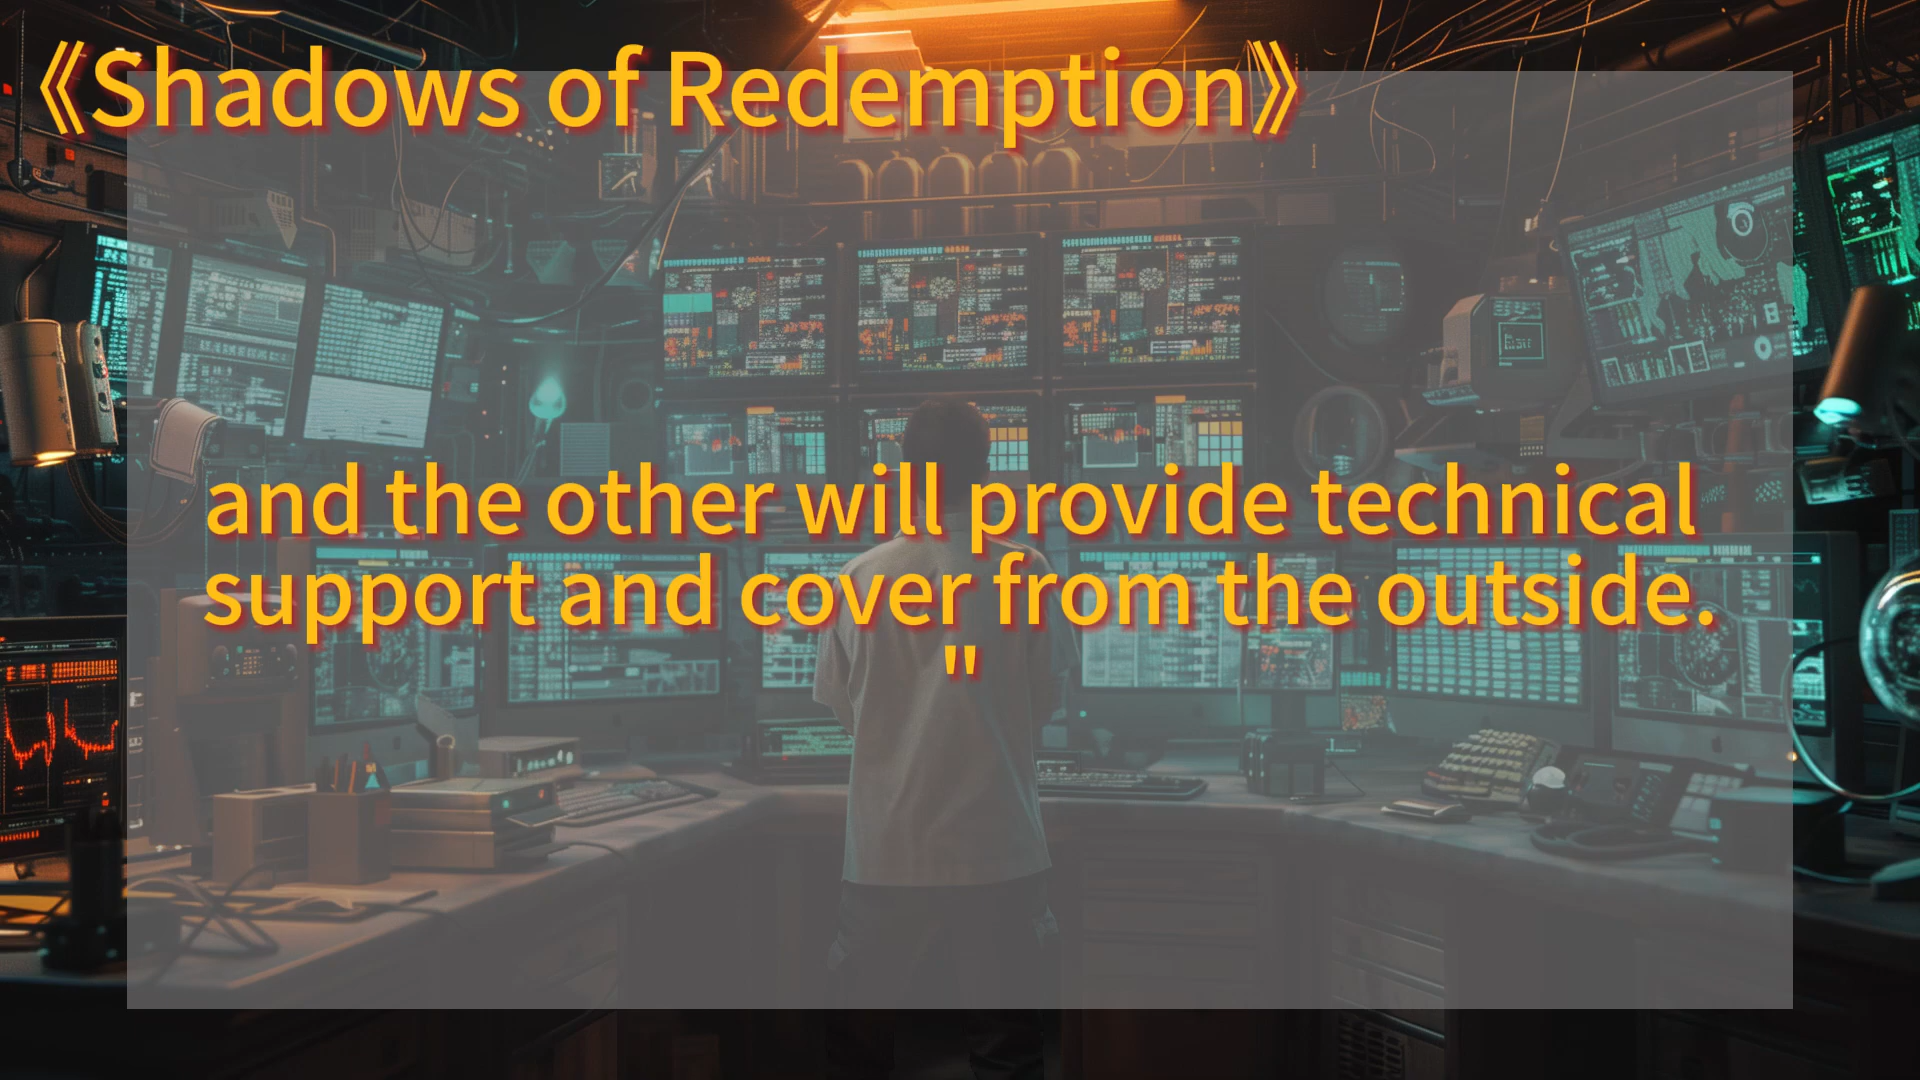 《Shadows of Redemption》
and the other will provide technical
support and cover from the outside.
"